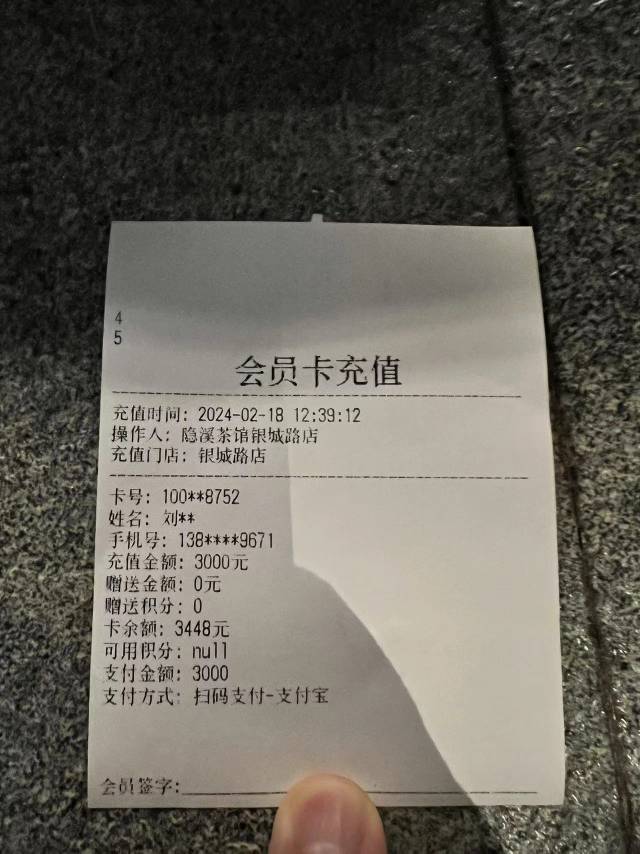 4
5
会员卡充值
充值时间: 2024-02-18 12:39:12
操作人: 隐溪茶馆银城路店
充值门店: 银城路店
卡号: 100**8752
姓名: 刘**
手机号: 138****9671
充值金额: 3000元
赠送金额: 0元
赠送积分: 0
卡余额: 3448元
可用积分: null
支付金额: 3000
支付方式: 扫码支付-支付宝
会员签字: